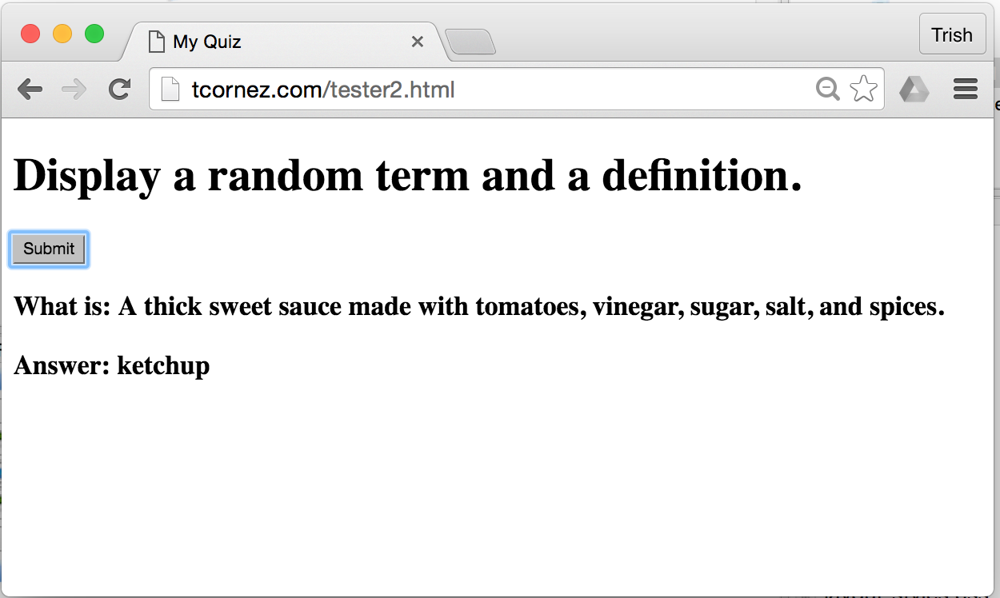 My Quiz
Trish
tcornez.com/tester2.html
Display a random term and a definition.
Submit
What is: A thick sweet sauce made with tomatoes, vinegar, sugar, salt, and spices.
Answer: ketchup